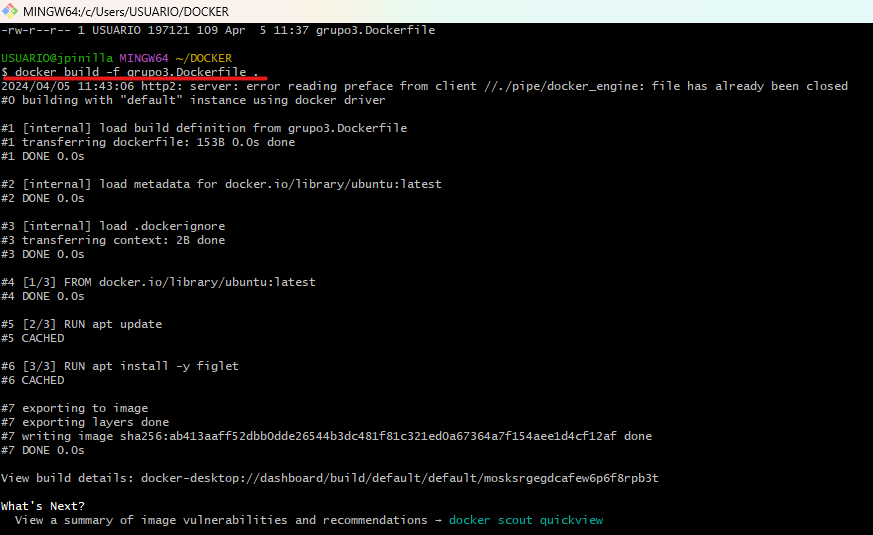 MINGW64:/c/Users/USUARIO/DOCKER
-rw-r--r-- 1 USUARIO 197121 109 Apr  5 11:37 grupo3.Dockerfile
USUARIO@jpinilla MINGW64 ~/DOCKER
$ docker build -f grupo3.Dockerfile .
2024/04/05 11:43:06 http2: server: error reading preface from client //./pipe/docker_engine: file has already been closed
#0 building with "default" instance using docker driver
#1 [internal] load build definition from grupo3.Dockerfile
#1 transferring dockerfile: 153B 0.0s done
#1 DONE 0.0s
#2 [internal] load metadata for docker.io/library/ubuntu:latest
#2 DONE 0.0s
#3 [internal] load .dockerignore
#3 transferring context: 2B done
#3 DONE 0.0s
#4 [1/3] FROM docker.io/library/ubuntu:latest
#4 DONE 0.0s
#5 [2/3] RUN apt update
#5 CACHED
#6 [3/3] RUN apt install -y figlet
#6 CACHED
#7 exporting to image
#7 exporting layers done
#7 writing image sha256:ab413aaff52dbb0dde26544b3dc481f81c321ed0a67364a7f154aee1d4cf12af done
#7 DONE 0.0s
View build details: docker-desktop://dashboard/build/default/default/mosksrgegdcafew6p6f8rpb3t
What's Next?
  View a summary of image vulnerabilities and recommendations → docker scout quickview